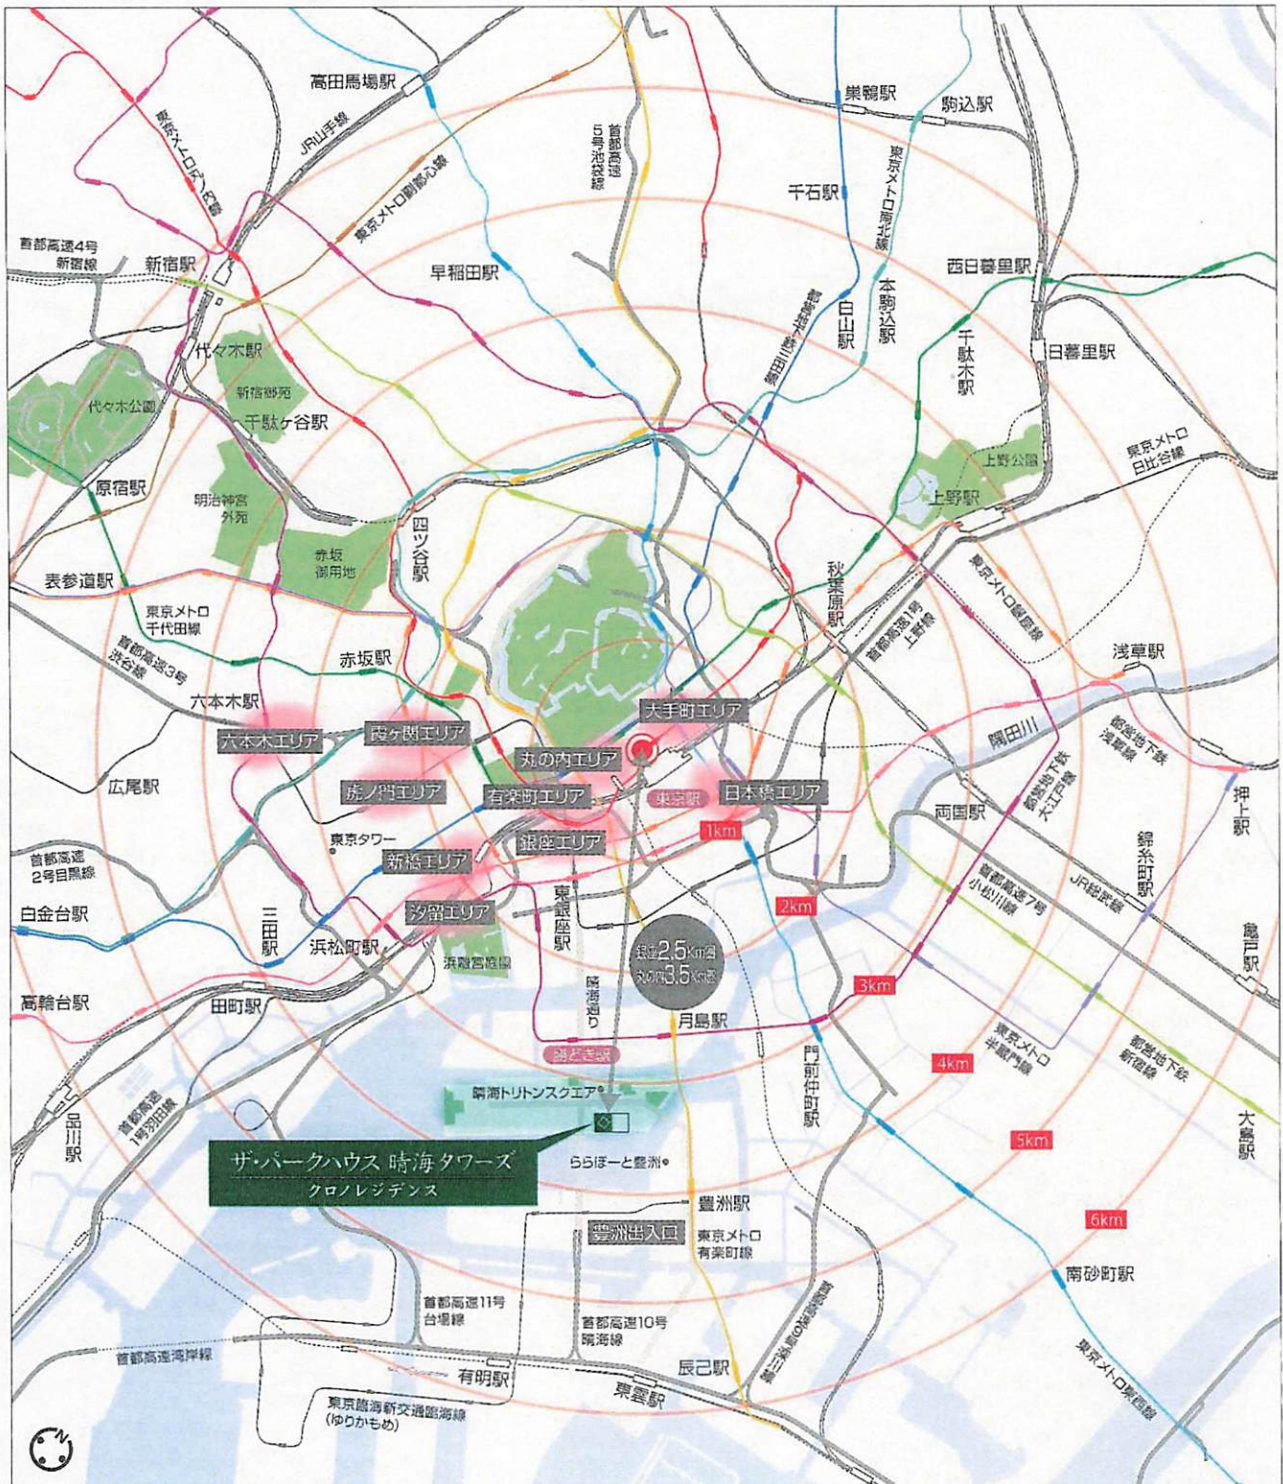 高田馬場駅
巣鴨駅
駒込駅
東京メトロ丸ノ内線
JR山手線
首都高速
5号池袋線
東京メトロ副都心線
千石駅
東京メトロ南北線
首都高速4号
新宿線
新宿駅
早稲田駅
西日暮里駅
本駒込駅
白山駅
都営地下鉄三田線
千駄木駅
日暮里駅
代々木駅
代々木公園
新宿御苑
千駄ヶ谷駅
上野公園
東京メトロ
日比谷線
原宿駅
明治神宮
外苑
上野駅
四ツ谷駅
赤坂
御用地
表参道駅
秋葉原駅
東京メトロ銀座線
東京メトロ
千代田線
首都高速1号
上野線
首都高速3号
渋谷線
赤坂駅
浅草駅
六本木駅
大手町エリア
六本木エリア
霞ヶ関エリア
丸の内エリア
隅田川
都営地下鉄
浅草線
都営地下鉄
大江戸線
広尾駅
虎ノ門エリア
有楽町エリア
東京駅
日本橋エリア
両国駅
押上駅
1km
東京タワー
銀座エリア
新橋エリア
錦糸町駅
首都高速
2号目黒線
首都高速7号
小松川線
JR総武線
白金台駅
三田駅
汐留エリア
東銀座駅
2km
浜松町駅
亀戸駅
浜離宮庭園
銀座2.5Km圏
丸の内3.5Km圏
高輪台駅
田町駅
晴海通り
3km
月島駅
勝どき駅
門前仲町駅
東京メトロ
半蔵門線
都営地下鉄
新宿線
4km
晴海トリトンスクエア
首都高速
1号羽田線
品川駅
大島駅
5km
ザ・パークハウス 晴海タワーズ
クロノレジデンス
ららぽーと豊洲
豊洲駅
6km
豊洲出入口
東京メトロ
有楽町線
南砂町駅
首都高速11号
台場線
首都高速10号
晴海線
首都高速9号深川線
首都高速湾岸線
有明駅
辰己駅
東雲駅
東京メトロ東西線
東京臨海新交通臨海線
(ゆりかもめ)
N